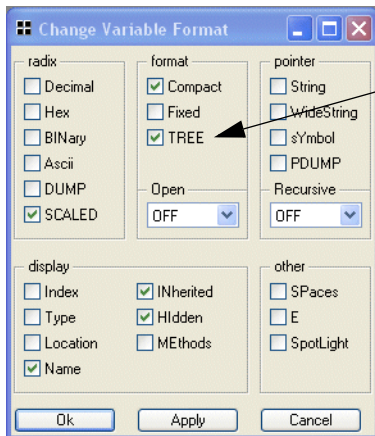 Change Variable Format
radix
Decimal
Hex
BINary
Ascii
DUMP
SCALED
format
Compact
Fixed
TREE
Open
OFF
pointer
String
WideString
sYmbol
PDUMP
Recursive
OFF
display
Index
Type
Location
Name
INherited
HIdden
MEthods
other
SPaces
E
SpotLight
Ok
Apply
Cancel